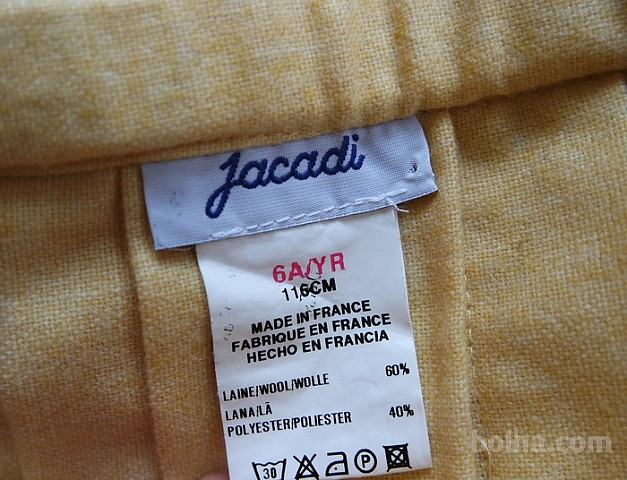 Jacadi
6A/YR
116CM
MADE IN FRANCE
FABRIQUE EN FRANCE
HECHO EN FRANCIA
LAINE/WOOL/WOLLE 60%
LANA/LÃ
POLYESTER/POLIESTER 40%
30 P
bolha.com